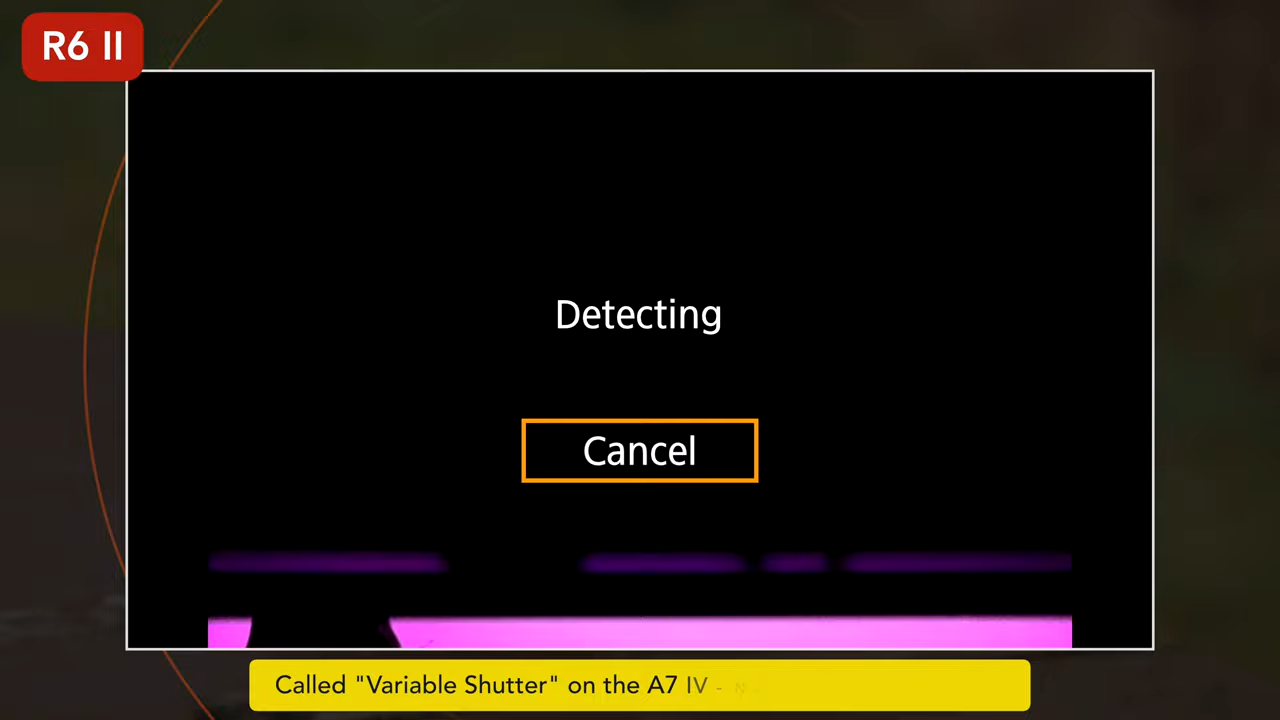 R6 II
Detecting
Cancel
Called "Variable Shutter" on the A7 IV -